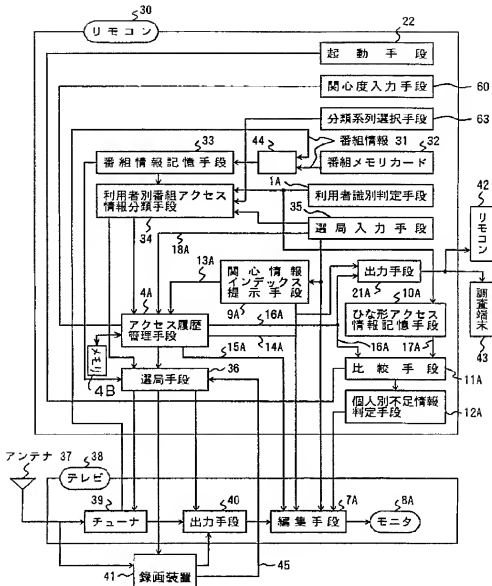 30
リモコン
22
起動手段
関心度入力手段
60
分類系列選択手段
63
番組情報 31
32
33
44
番組情報記憶手段
番組メモリカード
1A
利用者識別判定手段
42
利用者別番組アクセス
情報分類手段
35
選局入力手段
34
18A
リモコン
13A
関心情報
インデックス
提示手段
出力手段
4A
9A
16A
21A
10A
アクセス履歴
管理手段
ひな形アクセス
情報記憶手段
調査端末
15A
14A
16A
17A
43
メモリ
4B
選局手段
36
比較手段
11A
個人別不足情報
判定手段
12A
アンテナ 37
38
テレビ
39
40
7A
8A
チューナ
出力手段
編集手段
モニタ
41
録画装置
45